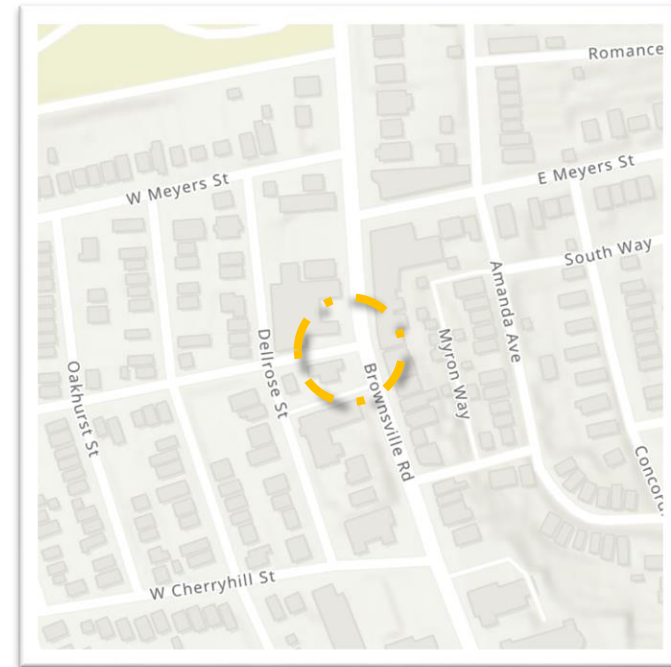 Romance
E Meyers St
W Meyers St
South Way
Amanda Ave
Dellrose St
Myron Way
Oakhurst St
Brownsville Rd
Concor
W Cherryhill St